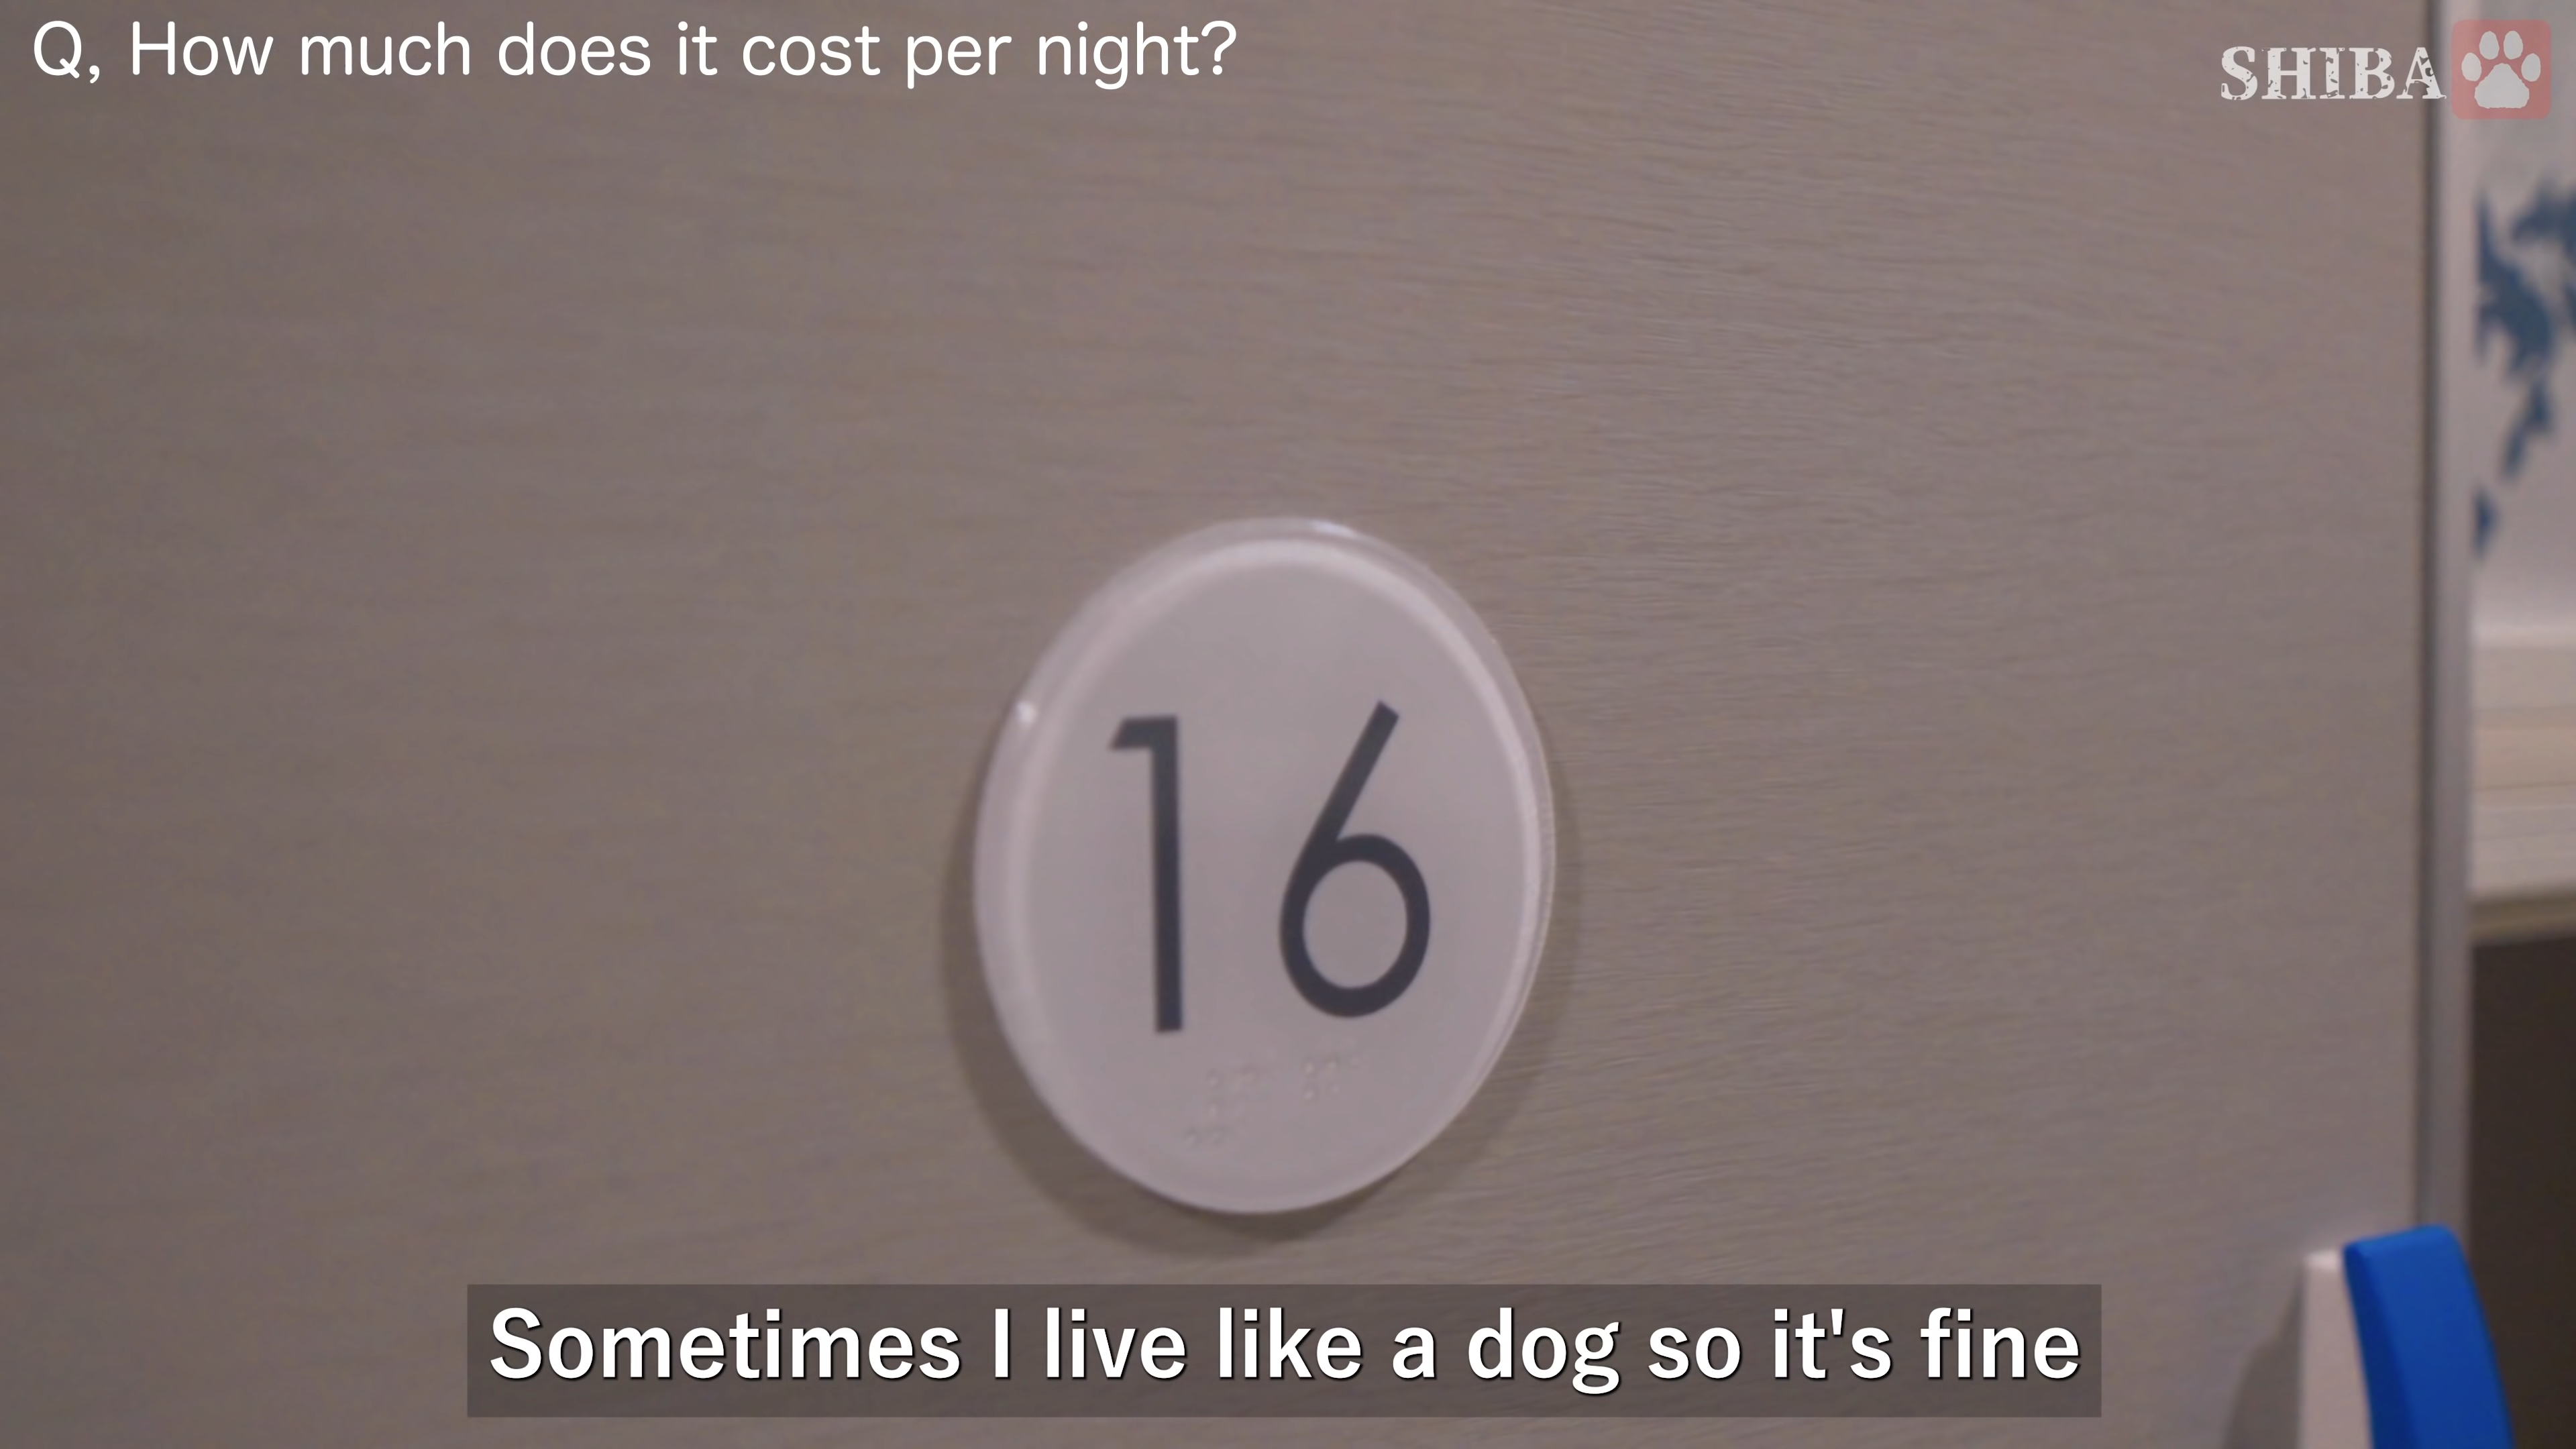 Q, How much does it cost per night?
SHIBA
16
Sometimes I live like a dog so it's fine